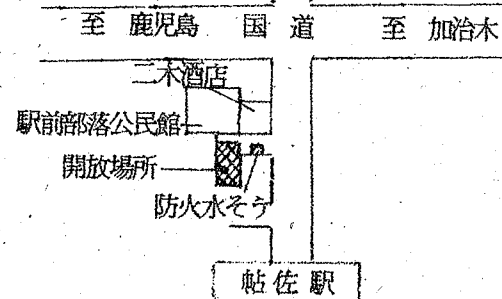 至 鹿児島 国道 至 加治木
二木酒店
駅前部落公民館
開放場所
防火水そう
帖佐駅